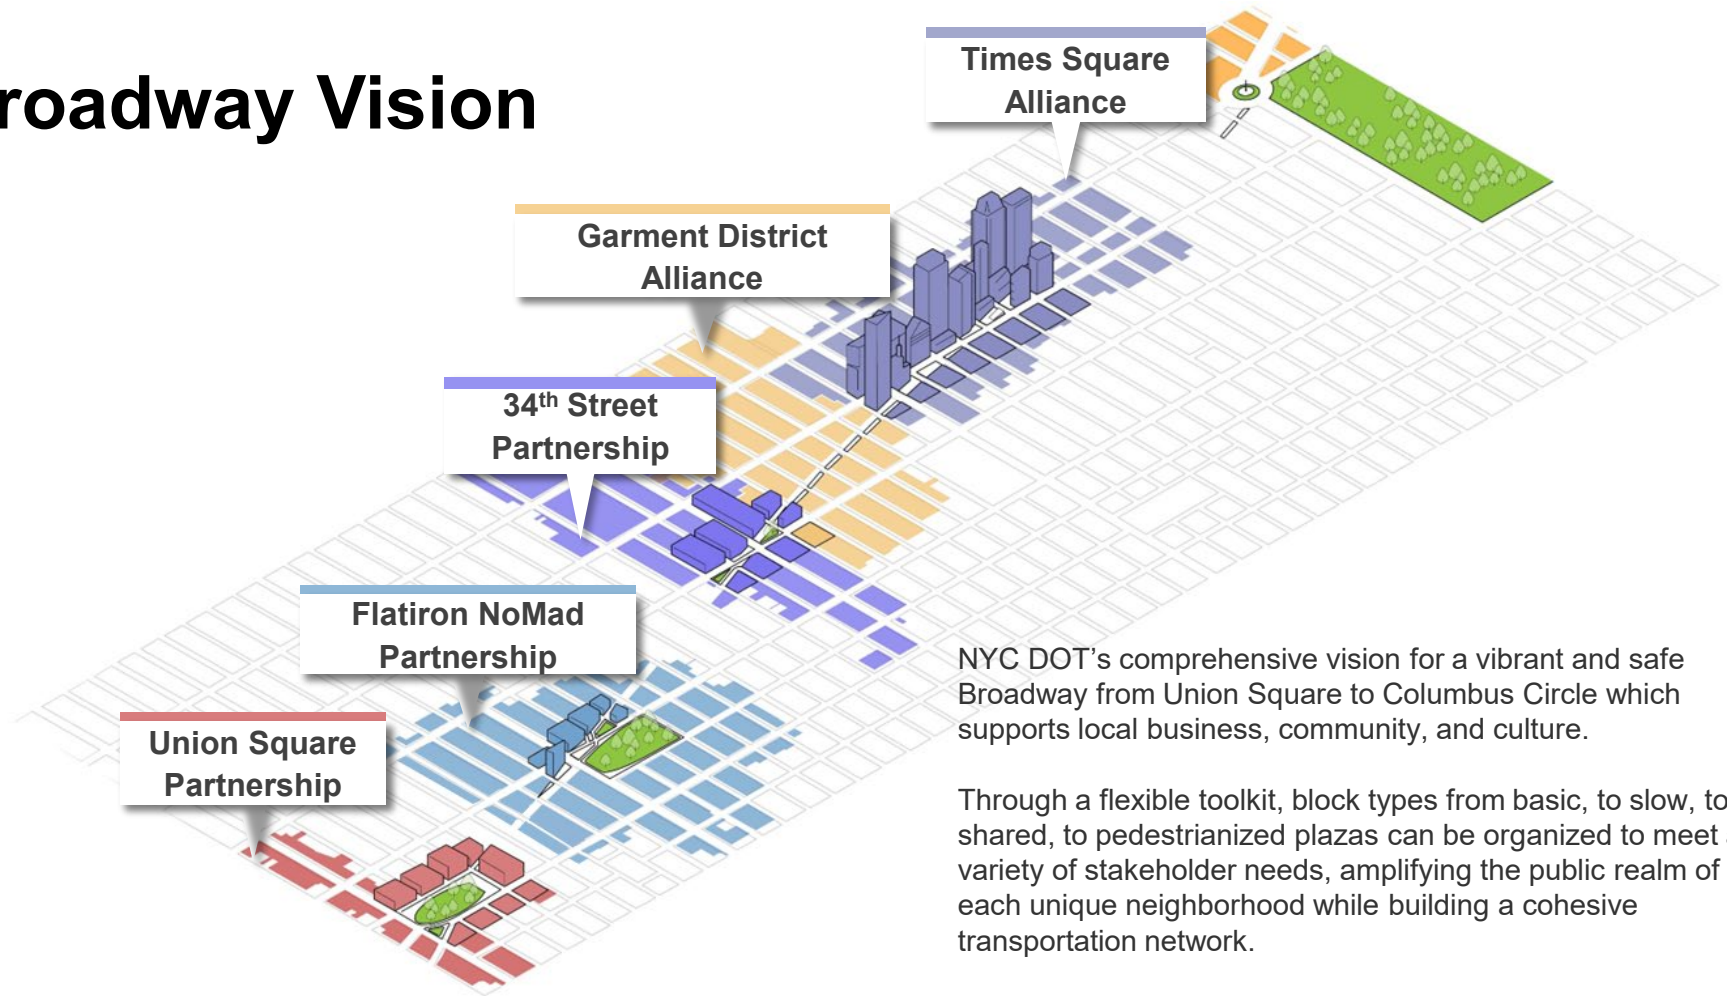 roadway Vision
Times Square
Alliance
Garment District
Alliance
34th Street
Partnership
Flatiron NoMad
Partnership
Union Square
Partnership
NYC DOT’s comprehensive vision for a vibrant and safe
Broadway from Union Square to Columbus Circle which
supports local business, community, and culture.
Through a flexible toolkit, block types from basic, to slow, to
shared, to pedestrianized plazas can be organized to meet
variety of stakeholder needs, amplifying the public realm of
each unique neighborhood while building a cohesive
transportation network.